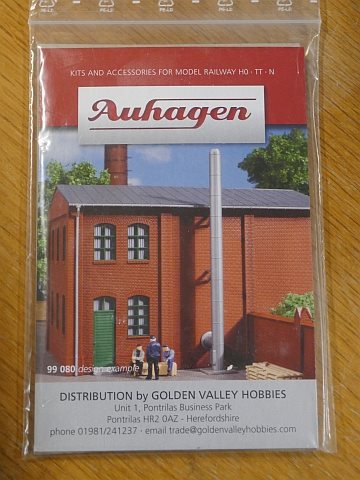 KITS AND ACCESSORIES FOR MODEL RAILWAY H0 · TT · N
Auhagen
99 080 design example
DISTRIBUTION by GOLDEN VALLEY HOBBIES
Unit 1, Pontrilas Business Park
Pontrilas HR2 0AZ - Herefordshire
phone 01981/241237 · email trade@goldenvalleyhobbies.com